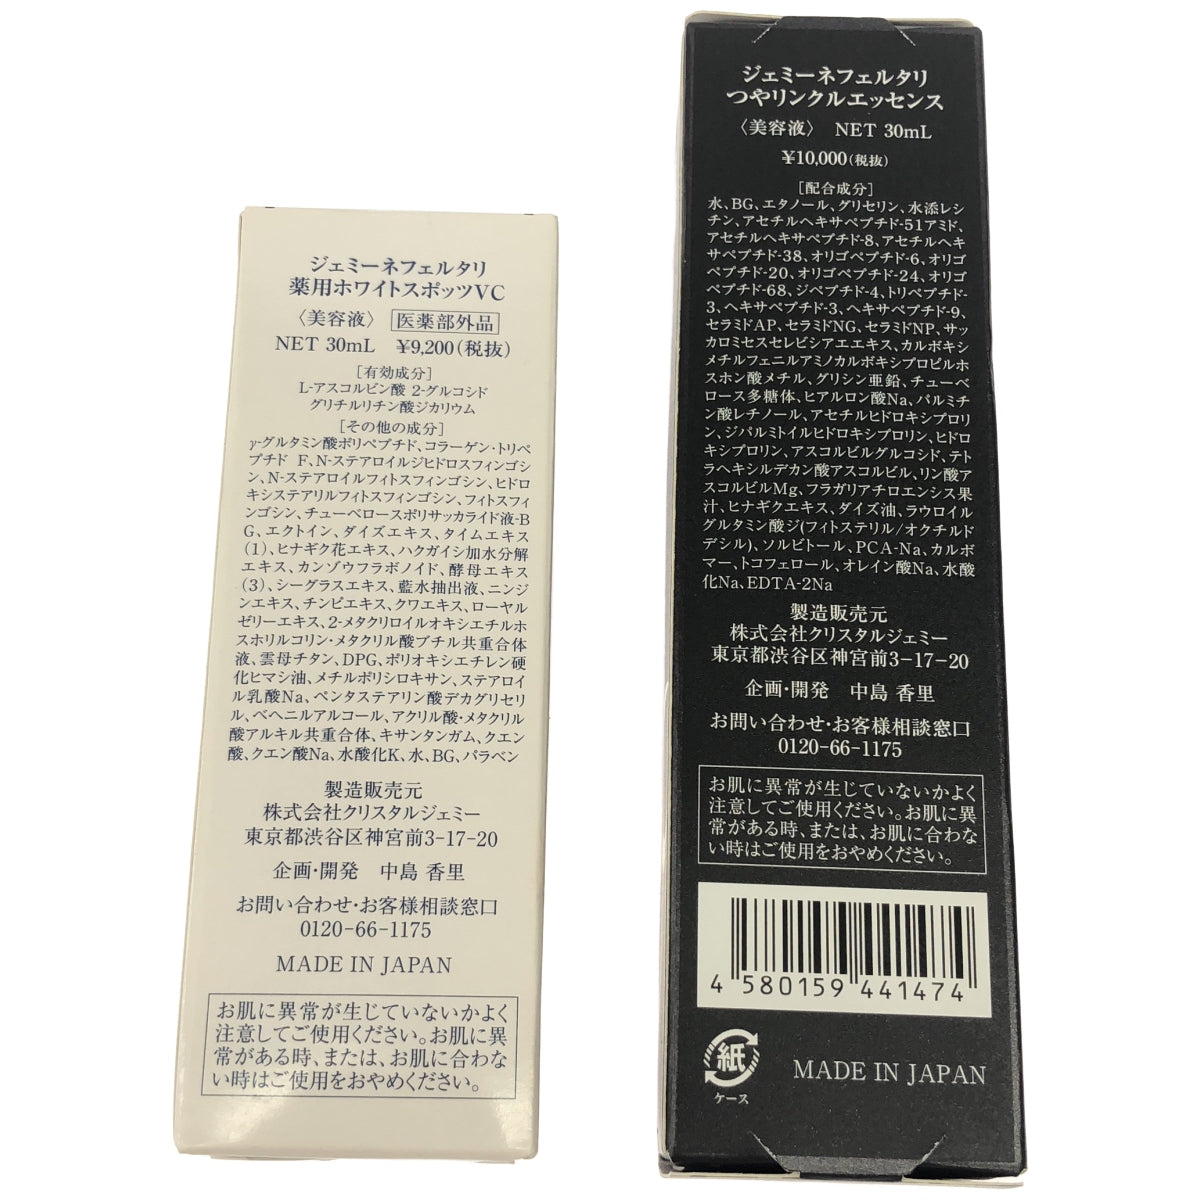 ジェミーネフェルタリ
薬用ホワイトスポッツVC
〈美容液〉 医薬部外品
NET 30mL ¥9,200(税抜)
[有効成分]
L-アスコルビン酸 2-グルコシド
グリチルリチン酸ジカリウム
[その他の成分]
γ-グルタミン酸ポリペプチド、コラーゲン・トリペ
プチド F、N-ステアロイルジヒドロスフィンゴシ
ン、N-ステアロイルフィトスフィンゴシン、ヒドロ
キシステアリルフィトスフィンゴシン、フィトスフィ
ンゴシン、チューベロースポリサッカライド液-B
G、エクトイン、ダイズエキス、タイムエキス
(1)、ヒナギク花エキス、ハクガイシ加水分解
エキス、カンゾウフラボノイド、酵母エキス
(3)、シーグラスエキス、藍水抽出液、ニンジ
ンエキス、チンピエキス、クワエキス、ローヤル
ゼリーエキス、2-メタクリロイルオキシエチルホ
スホリルコリン・メタクリル酸ブチル共重合体
液、雲母チタン、DPG、ポリオキシエチレン硬
化ヒマシ油、メチルポリシロキサン、ステアロイ
ル乳酸Na、ペンタステアリン酸デカグリセリ
ル、ベヘニルアルコール、アクリル酸・メタクリル
酸アルキル共重合体、キサンタンガム、クエン
酸、クエン酸Na、水酸化K、水、BG、パラベン
製造販売元
株式会社クリスタルジェミー
東京都渋谷区神宮前3-17-20
企画・開発 中島 香里
お問い合わせ・お客様相談窓口
0120-66-1175
MADE IN JAPAN
お肌に異常が生じていないかよく
注意してご使用ください。お肌に異
常がある時、または、お肌に合わな
い時はご使用をおやめください。
ジェミーネフェルタリ
つやリンクルエッセンス
〈美容液〉 NET 30mL
¥10,000(税抜)
[配合成分]
水、BG、エタノール、グリセリン、水添レシ
チン、アセチルヘキサペプチド-51アミド、
アセチルヘキサペプチド-8、アセチルヘキ
サペプチド-38、オリゴペプチド-6、オリゴ
ペプチド-20、オリゴペプチド-24、オリゴ
ペプチド-68、ジペプチド-4、トリペプチド-
3、ヘキサペプチド-3、ヘキサペプチド-9、
セラミドAP、セラミドNG、セラミドNP、サッ
カロミセスセレビシアエエキス、カルボキシ
メチルフェニルアミノカルボキシプロピルホ
スホン酸メチル、グリシン亜鉛、チューベ
ロース多糖体、ヒアルロン酸Na、パルミチ
ン酸レチノール、アセチルヒドロキシプロリ
ン、ジパルミトイルヒドロキシプロリン、ヒドロ
キシプロリン、アスコルビルグルコシド、テト
ラヘキシルデカン酸アスコルビル、リン酸ア
スコルビルMg、フラガリアチロエンシス果
汁、ヒナギクエキス、ダイズ油、ラウロイル
グルタミン酸ジ(フィトステリル/オクチルド
デシル)、ソルビトール、PCA-Na、カルボ
マー、トコフェロール、オレイン酸Na、水酸
化Na、EDTA-2Na
製造販売元
株式会社クリスタルジェミー
東京都渋谷区神宮前3-17-20
企画・開発 中島 香里
お問い合わせ・お客様相談窓口
0120-66-1175
お肌に異常が生じていないかよく
注意してご使用ください。お肌に異
常がある時、または、お肌に合わな
い時はご使用をおやめください。
4 580159 441474
紙
ケース
MADE IN JAPAN